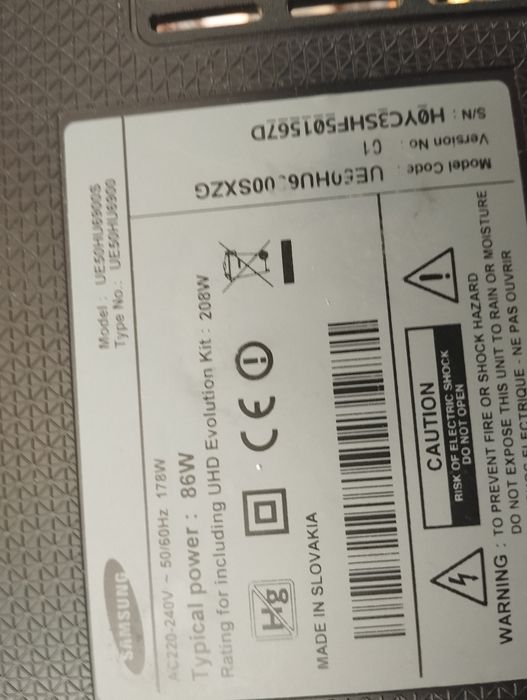 SAMSUNG
Model : UE50HU6900S
Type No.: UE50HU6900
AC220-240V ~ 50/60Hz 178W
Typical power : 86W
Rating for including UHD Evolution Kit : 208W
Hg
CE
MADE IN SLOVAKIA
Model Code :
Version No : C1
S/N : H0YC3SHF501567D
CAUTION
RISK OF ELECTRIC SHOCK
DO NOT OPEN
WARNING : TO PREVENT FIRE OR SHOCK HAZARD
DO NOT EXPOSE THIS UNIT TO RAIN OR MOISTURE
ELECTRIQUE - NE PAS OUVRIR